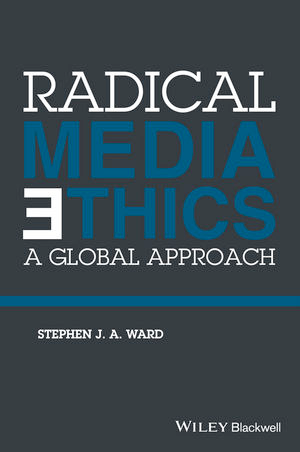 RADICAL
MEDIA
ETHICS
A GLOBAL APPROACH
STEPHEN J. A. WARD
WILEY Blackwell